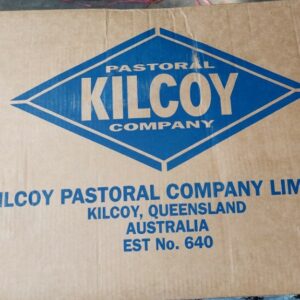 PASTORAL
KILCOY
COMPANY
ILCOY PASTORAL COMPANY LIM
KILCOY, QUEENSLAND
AUSTRALIA
EST No. 640